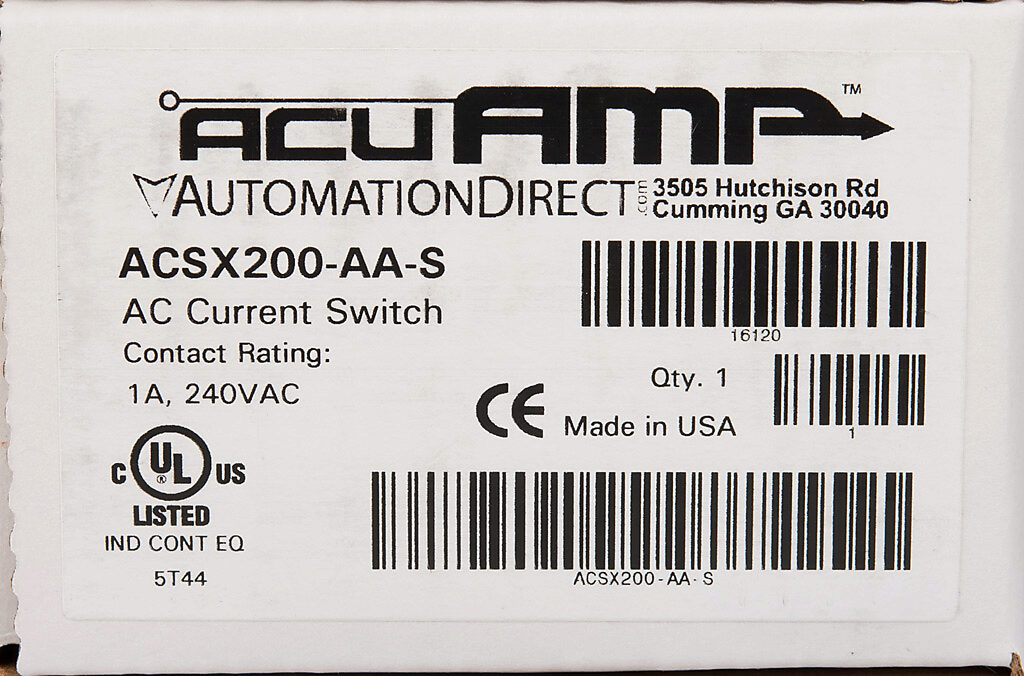 ACUAMP™
AUTOMATIONDIRECT.com
3505 Hutchison Rd
Cumming GA 30040
ACSX200-AA-S
AC Current Switch
Contact Rating:
1A, 240VAC
16120
Qty. 1
1
CE Made in USA
C UL® US
LISTED
IND CONT EQ
5T44
ACSX200-AA-S